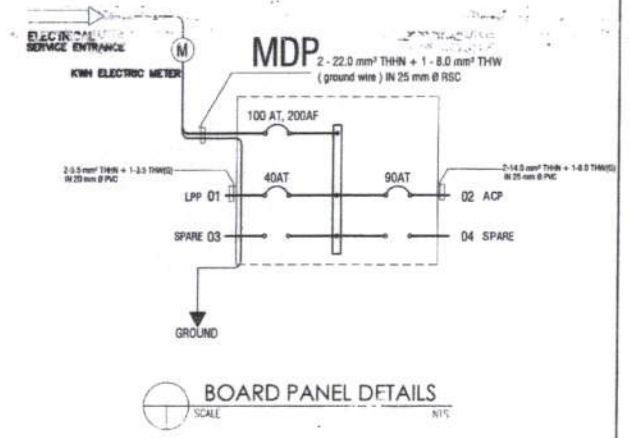 ELECTRICAL
SERVICE ENTRANCE
M
KWH ELECTRIC METER
MDP
2 - 22.0 mm² THHN + 1 - 8.0 mm² THW
( ground wire ) IN 25 mm Ø RSC
100 AT, 200AF
2-5.5 mm² THHN + 1-3.5 THW(G)
IN 20 mm Ø PVC
40AT
90AT
2-14.0 mm² THHN + 1-8.0 THW(G)
IN 25 mm Ø PVC
LPP 01
02 ACP
SPARE 03
04 SPARE
GROUND
BOARD PANEL DETAILS
SCALE
NTS